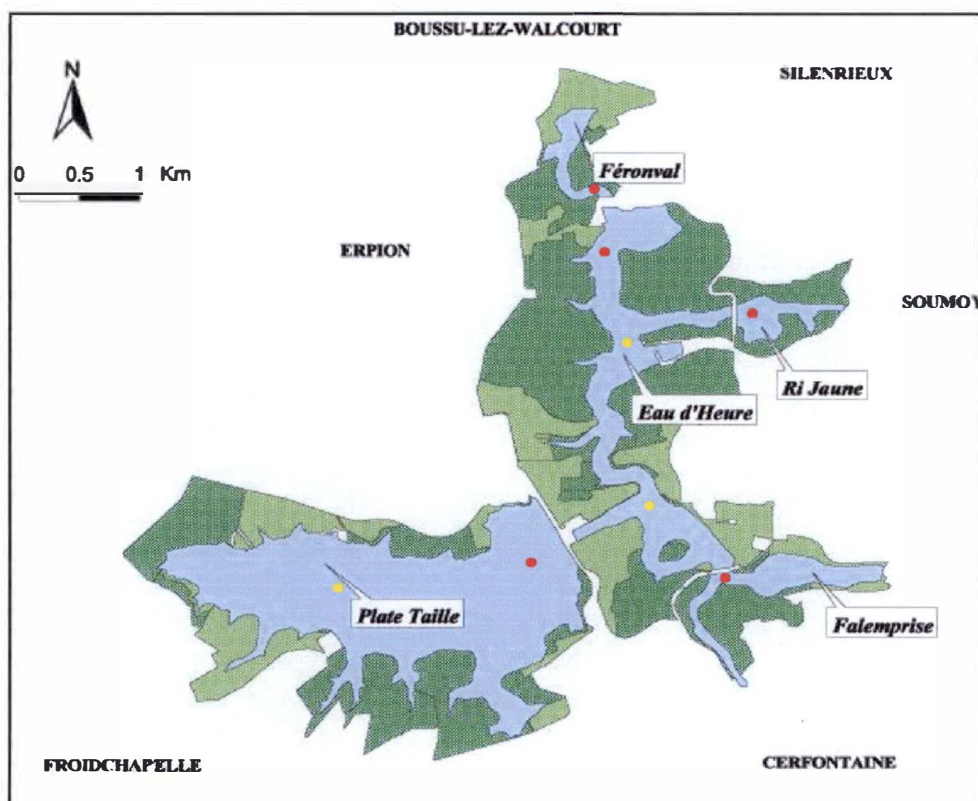 BOUSSU-LEZ-WALCOURT
SILENRIEUX
N
0 0.5 1 Km
Féronval
ERPION
SOUMOY
Ri Jaune
Eau d'Heure
Plate Taille
Falemprise
FROIDCHAPELLE
CERFONTAINE